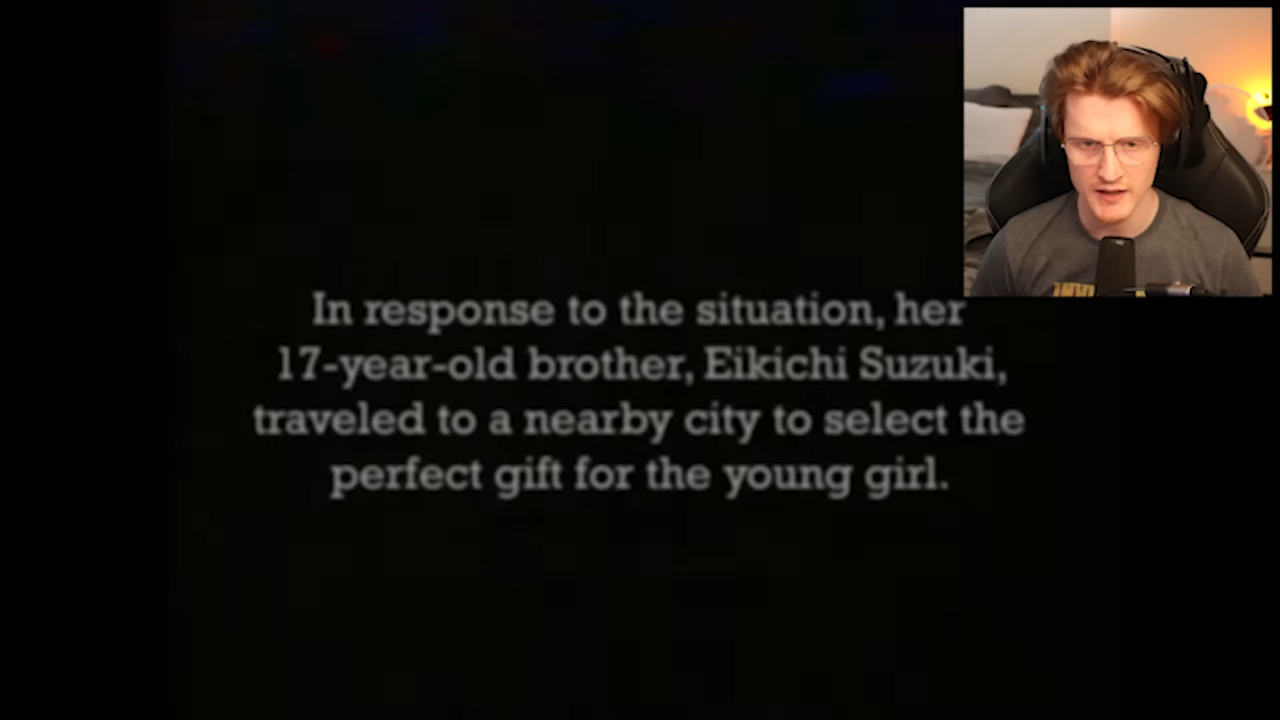 In response to the situation, her
17-year-old brother, Eikichi Suzuki,
traveled to a nearby city to select the
perfect gift for the young girl.